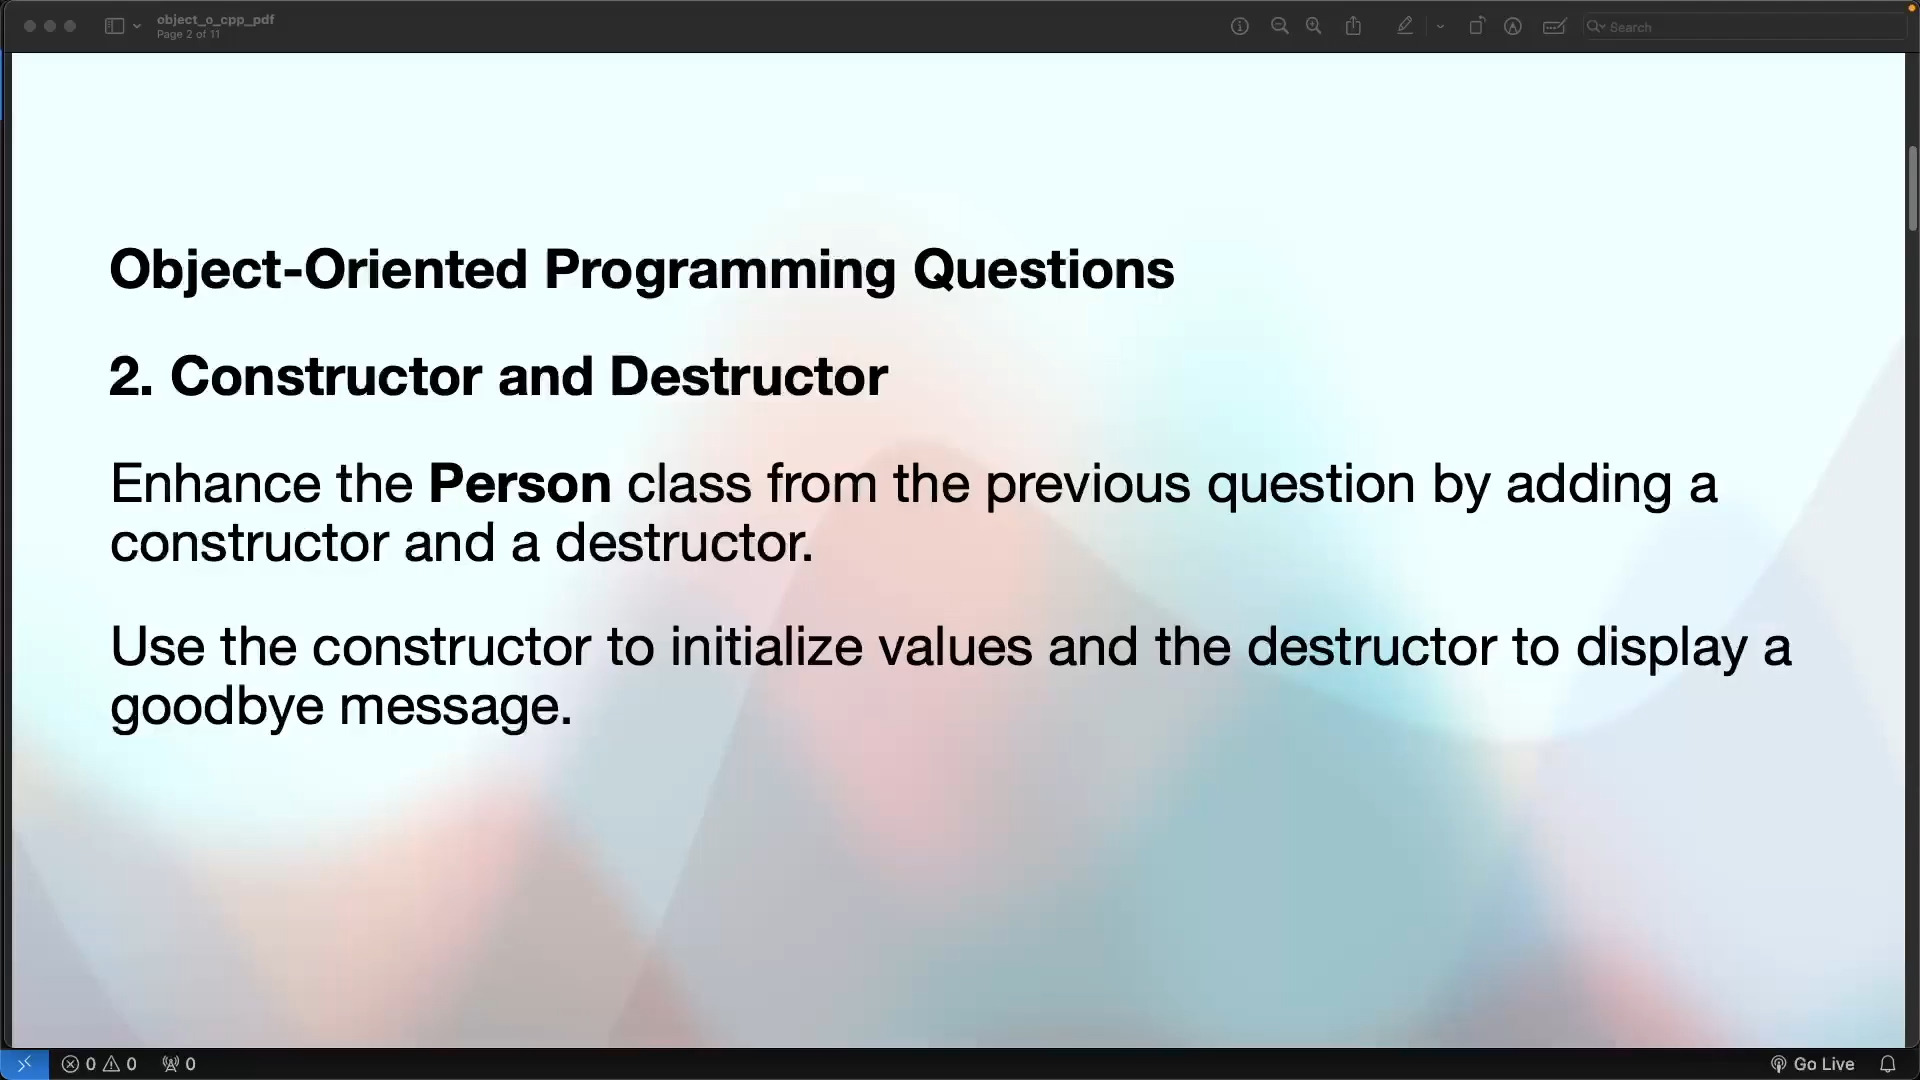 object_o_cpp_pdf
Page 2 of 11
Search
Object-Oriented Programming Questions
2. Constructor and Destructor
Enhance the Person class from the previous question by adding a
constructor and a destructor.
Use the constructor to initialize values and the destructor to display a
goodbye message.
0 0 0 Go Live